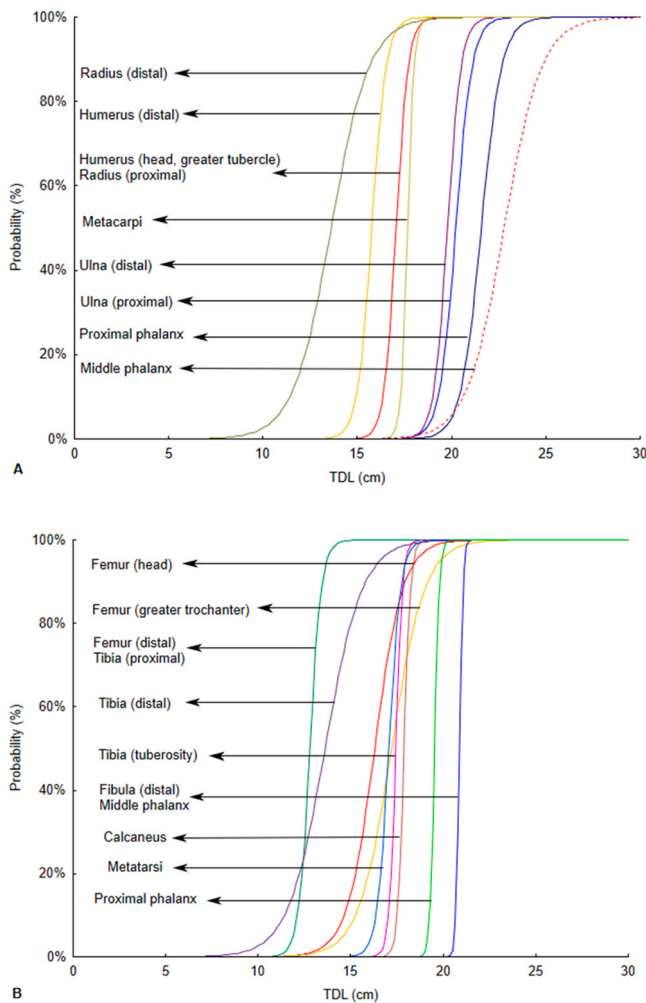 100%
80%
60%
40%
20%
0%
Probability (%)
Radius (distal)
Humerus (distal)
Humerus (head, greater tubercle)
Radius (proximal)
Metacarpi
Ulna (distal)
Ulna (proximal)
Proximal phalanx
Middle phalanx
0 5 10 15 20 25 30
TDL (cm)
A
100%
80%
60%
40%
20%
0%
Probability (%)
Femur (head)
Femur (greater trochanter)
Femur (distal)
Tibia (proximal)
Tibia (distal)
Tibia (tuberosity)
Fibula (distal)
Middle phalanx
Calcaneus
Metatarsi
Proximal phalanx
0 5 10 15 20 25 30
TDL (cm)
B